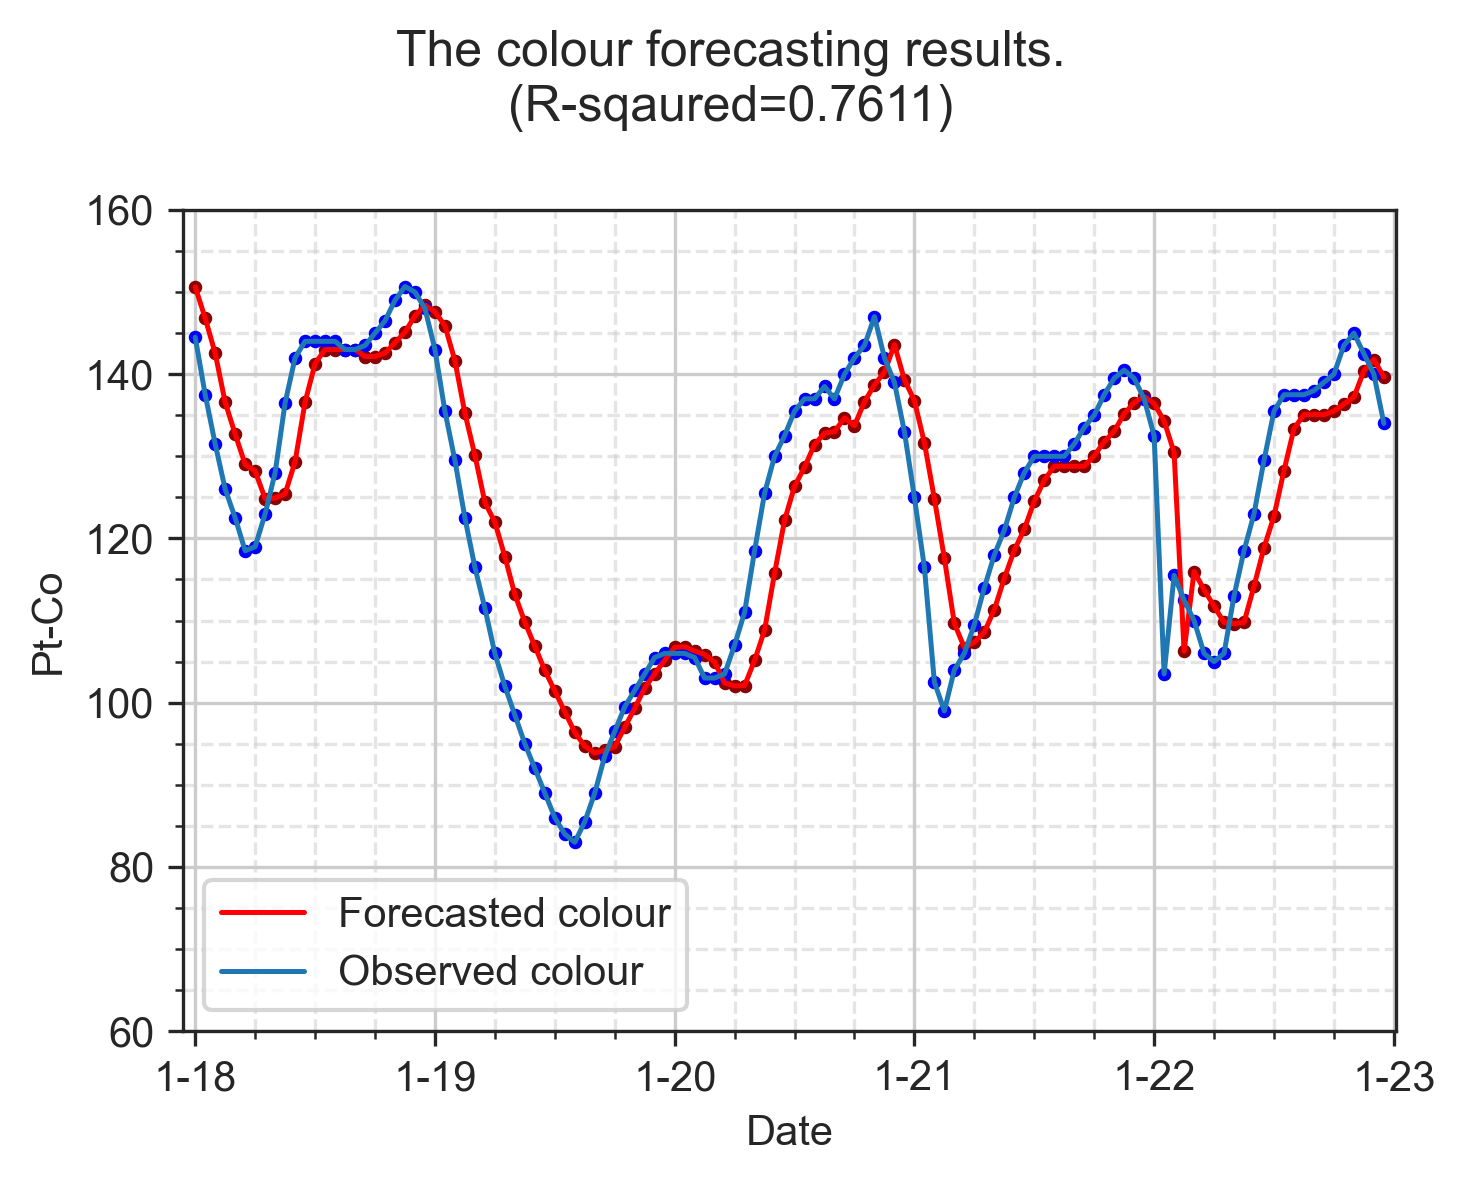 The colour forecasting results.
(R-sqaured=0.7611)
160
140
120
100
80
60
Pt-Co
Forecasted colour
Observed colour
1-18 1-19 1-20 1-21 1-22 1-23
Date